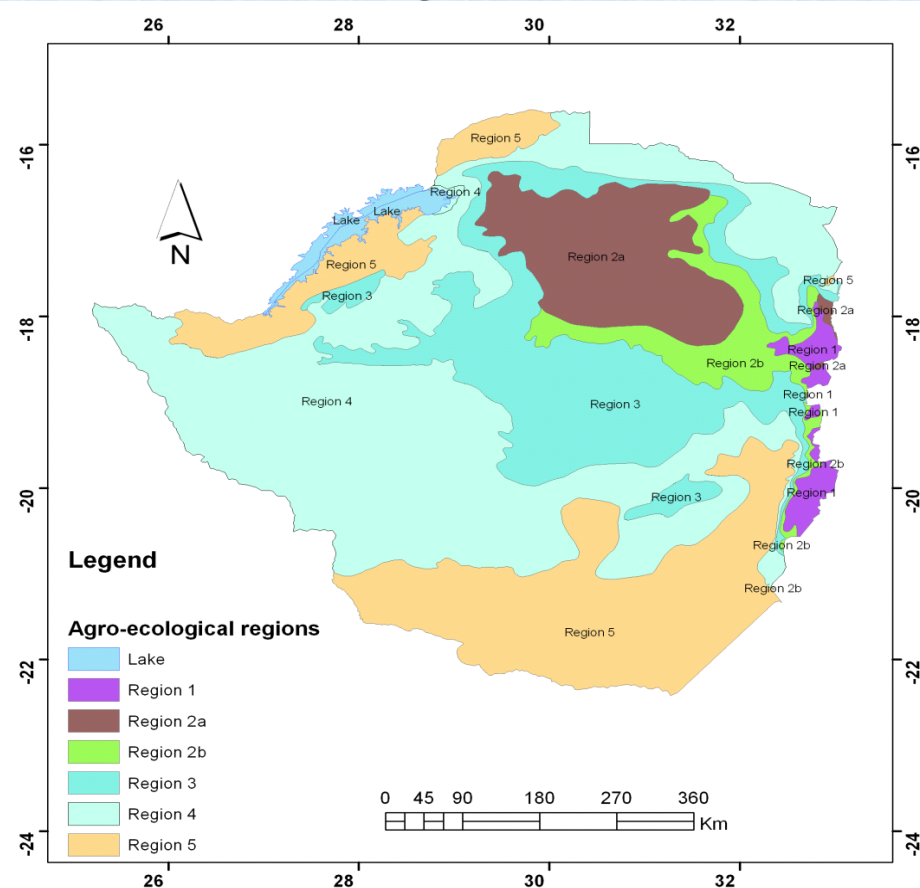 26 28 30 32
-16 -16
-18 -18
-20 -20
-22 -22
-24 -24
N
Region 5
Region 4
Lake
Lake
Region 5
Region 3
Region 2a
Region 5
Region 2a
Region 1
Region 2b
Region 2a
Region 4
Region 3
Region 1
Region 1
Region 2b
Region 3
Region 1
Region 2b
Region 2b
Region 5
Legend
Agro-ecological regions
Lake
Region 1
Region 2a
Region 2b
Region 3
Region 4
Region 5
0 45 90 180 270 360
Km
26 28 30 32